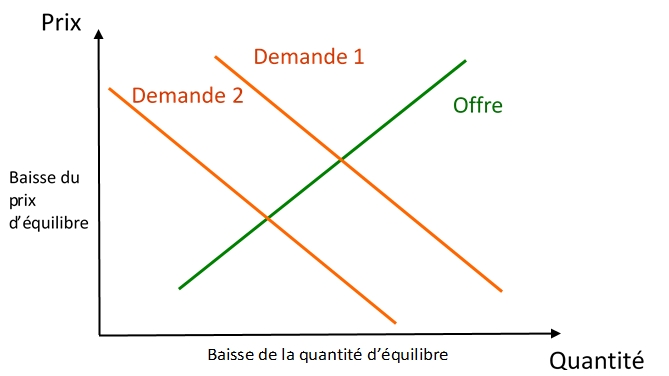 Prix
Demande 1
Demande 2
Offre
Baisse du
prix
d’équilibre
Baisse de la quantité d’équilibre
Quantité